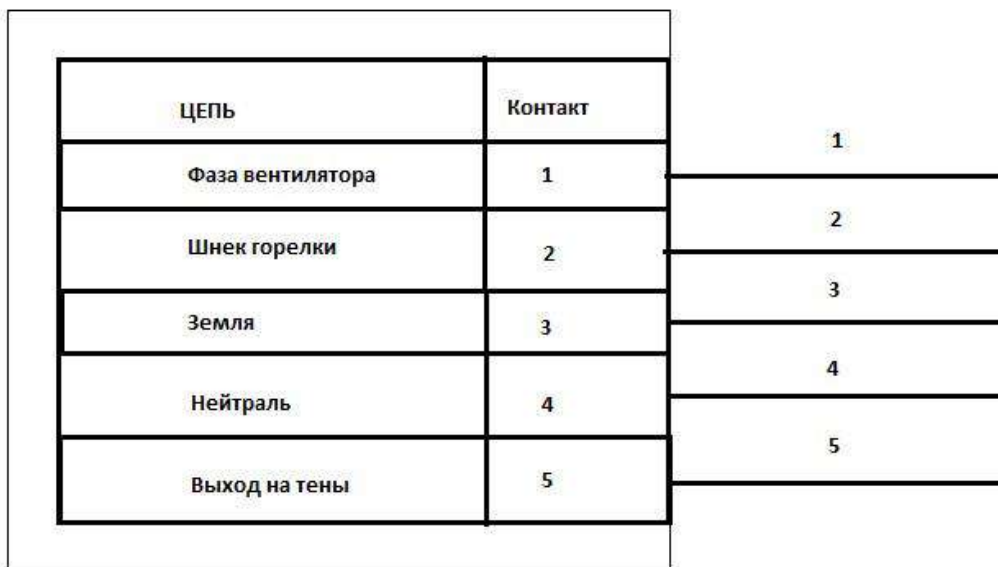 ЦЕПЬ Контакт
Фаза вентилятора 1
Шнек горелки 2
Земля 3
Нейтраль 4
Выход на тены 5
1
2
3
4
5